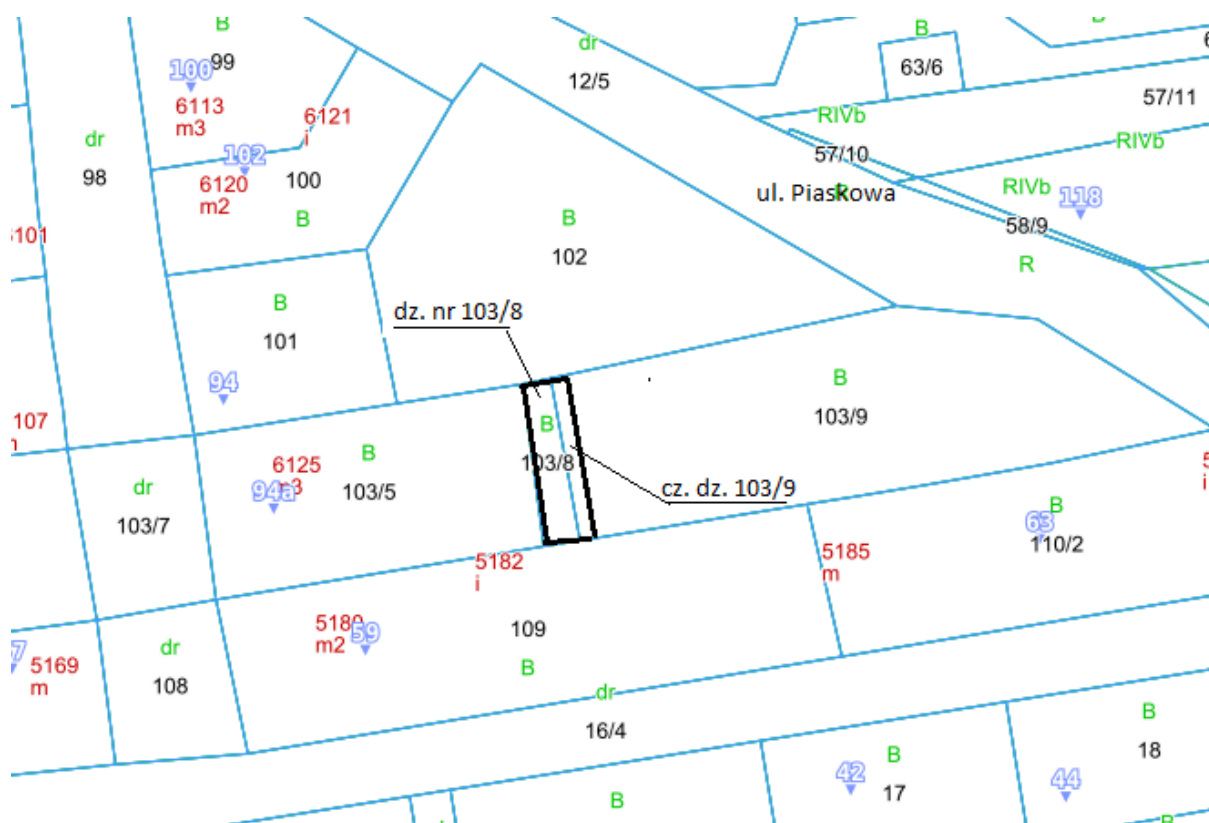 B
99
100
6113
m3
dr
98
6121
i
102
6120
m2
100
B
dr
12/5
B
63/6
57/11
RIVb
57/10
RIVb
RIVb
118
ul. Piaskowa
58/9
R
B
102
B
101
94
dz. nr 103/8
B
103/9
B
103/8
cz. dz. 103/9
B
103/5
6125
94a
dr
103/7
107
5182
i
5185
m
B
63
110/2
m2
59
109
B
dr
108
5169
m
dr
16/4
B
42
17
B
44
18
B
B